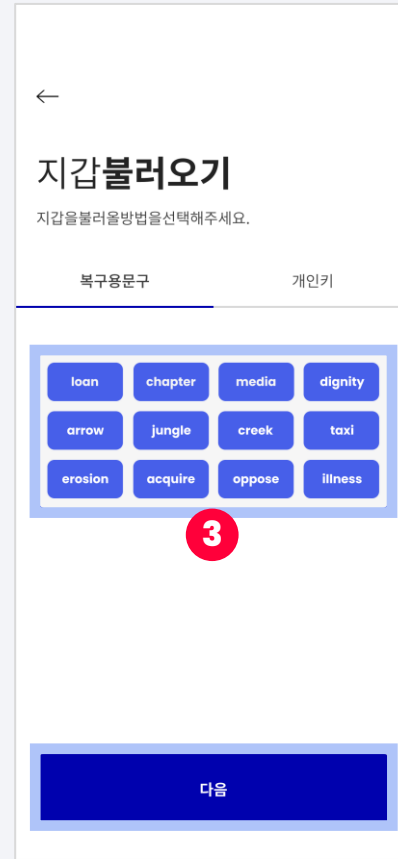 지갑불러오기
지갑을불러올방법을선택해주세요.
복구용문구 개인키
loan chapter media dignity
arrow jungle creek taxi
erosion acquire oppose illness
3
다음